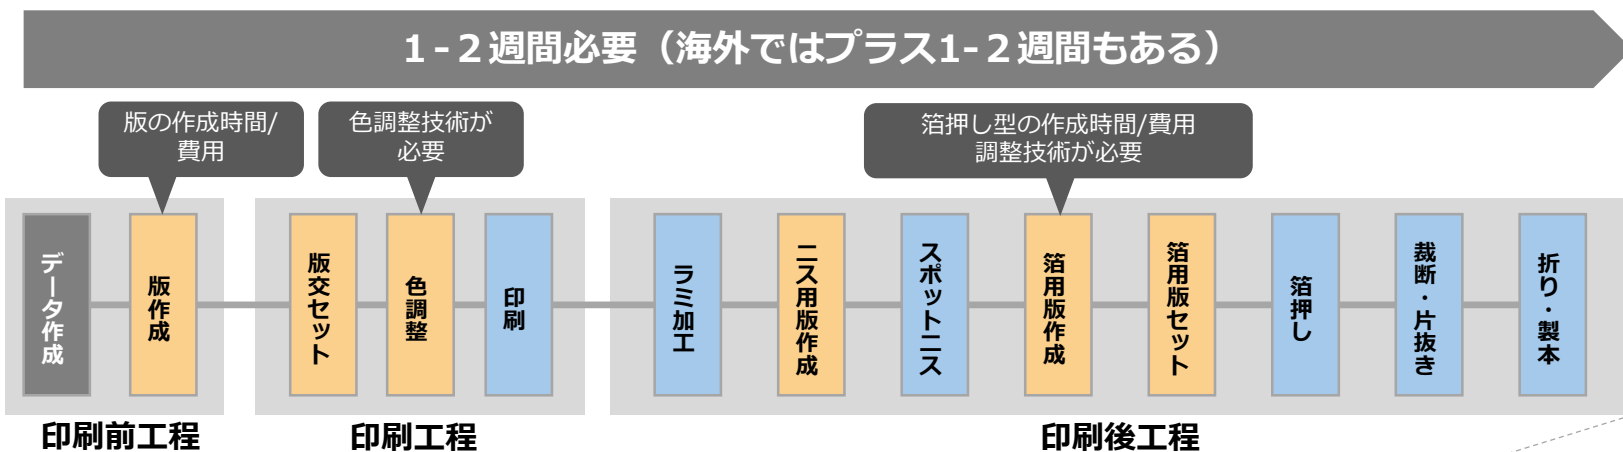 1-２週間必要（海外ではプラス1-２週間もある）
版の作成時間/
費用
色調整技術が
必要
箔押し型の作成時間/費用
調整技術が必要
データ作成
版作成
版交セット
色調整
印刷
ラミ加工
ニス用版作成
スポットニス
箔用版作成
箔用版セット
箔押し
裁断・片抜き
折り・製本
印刷前工程
印刷工程
印刷後工程